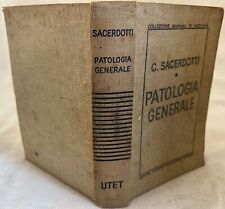 SACERDOTTI
PATOLOGIA
GENERALE
UTET
COLLEZIONE MANUALI DI MEDICINA
C. SACERDOTTI
PATOLOGIA
GENERALE